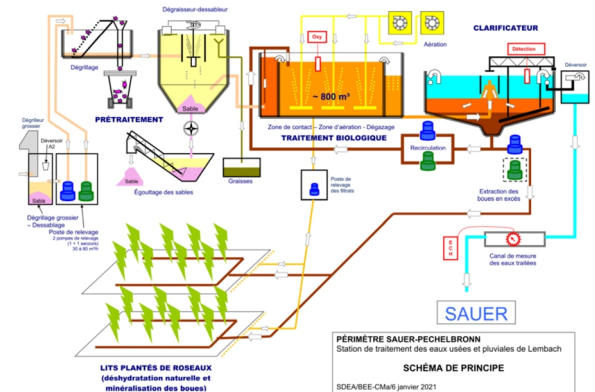 Dégraisseur-dessableur
CLARIFICATEUR
Oxy
Aération
Détection
Déversoir
Dégrillage
~ 800 m³
Sable
PRÉTRAITEMENT
Zone de contact – Zone d'aération - Dégazage
TRAITEMENT BIOLOGIQUE
Dégrilleur
grossier
Déversoir
A2
Recirculation
Sable
Graisses
Poste de
relevage
des filtrats
Extraction des
boues en excès
Sable
Égouttage des sables
Dégrillage grossier
– Dessablage
Poste de relevage
2 pompes de relevage
(1 + 1 secours)
30 à 80 m³/h
E
C
H
Canal de mesure
des eaux traitées
SAUER
PÉRIMÈTRE SAUER-PECHELBRONN
Station de traitement des eaux usées et pluviales de Lembach
SCHÉMA DE PRINCIPE
SDEA/BEE-CMa/6 janvier 2021
LITS PLANTÉS DE ROSEAUX
(déshydratation naturelle et
minéralisation des boues)